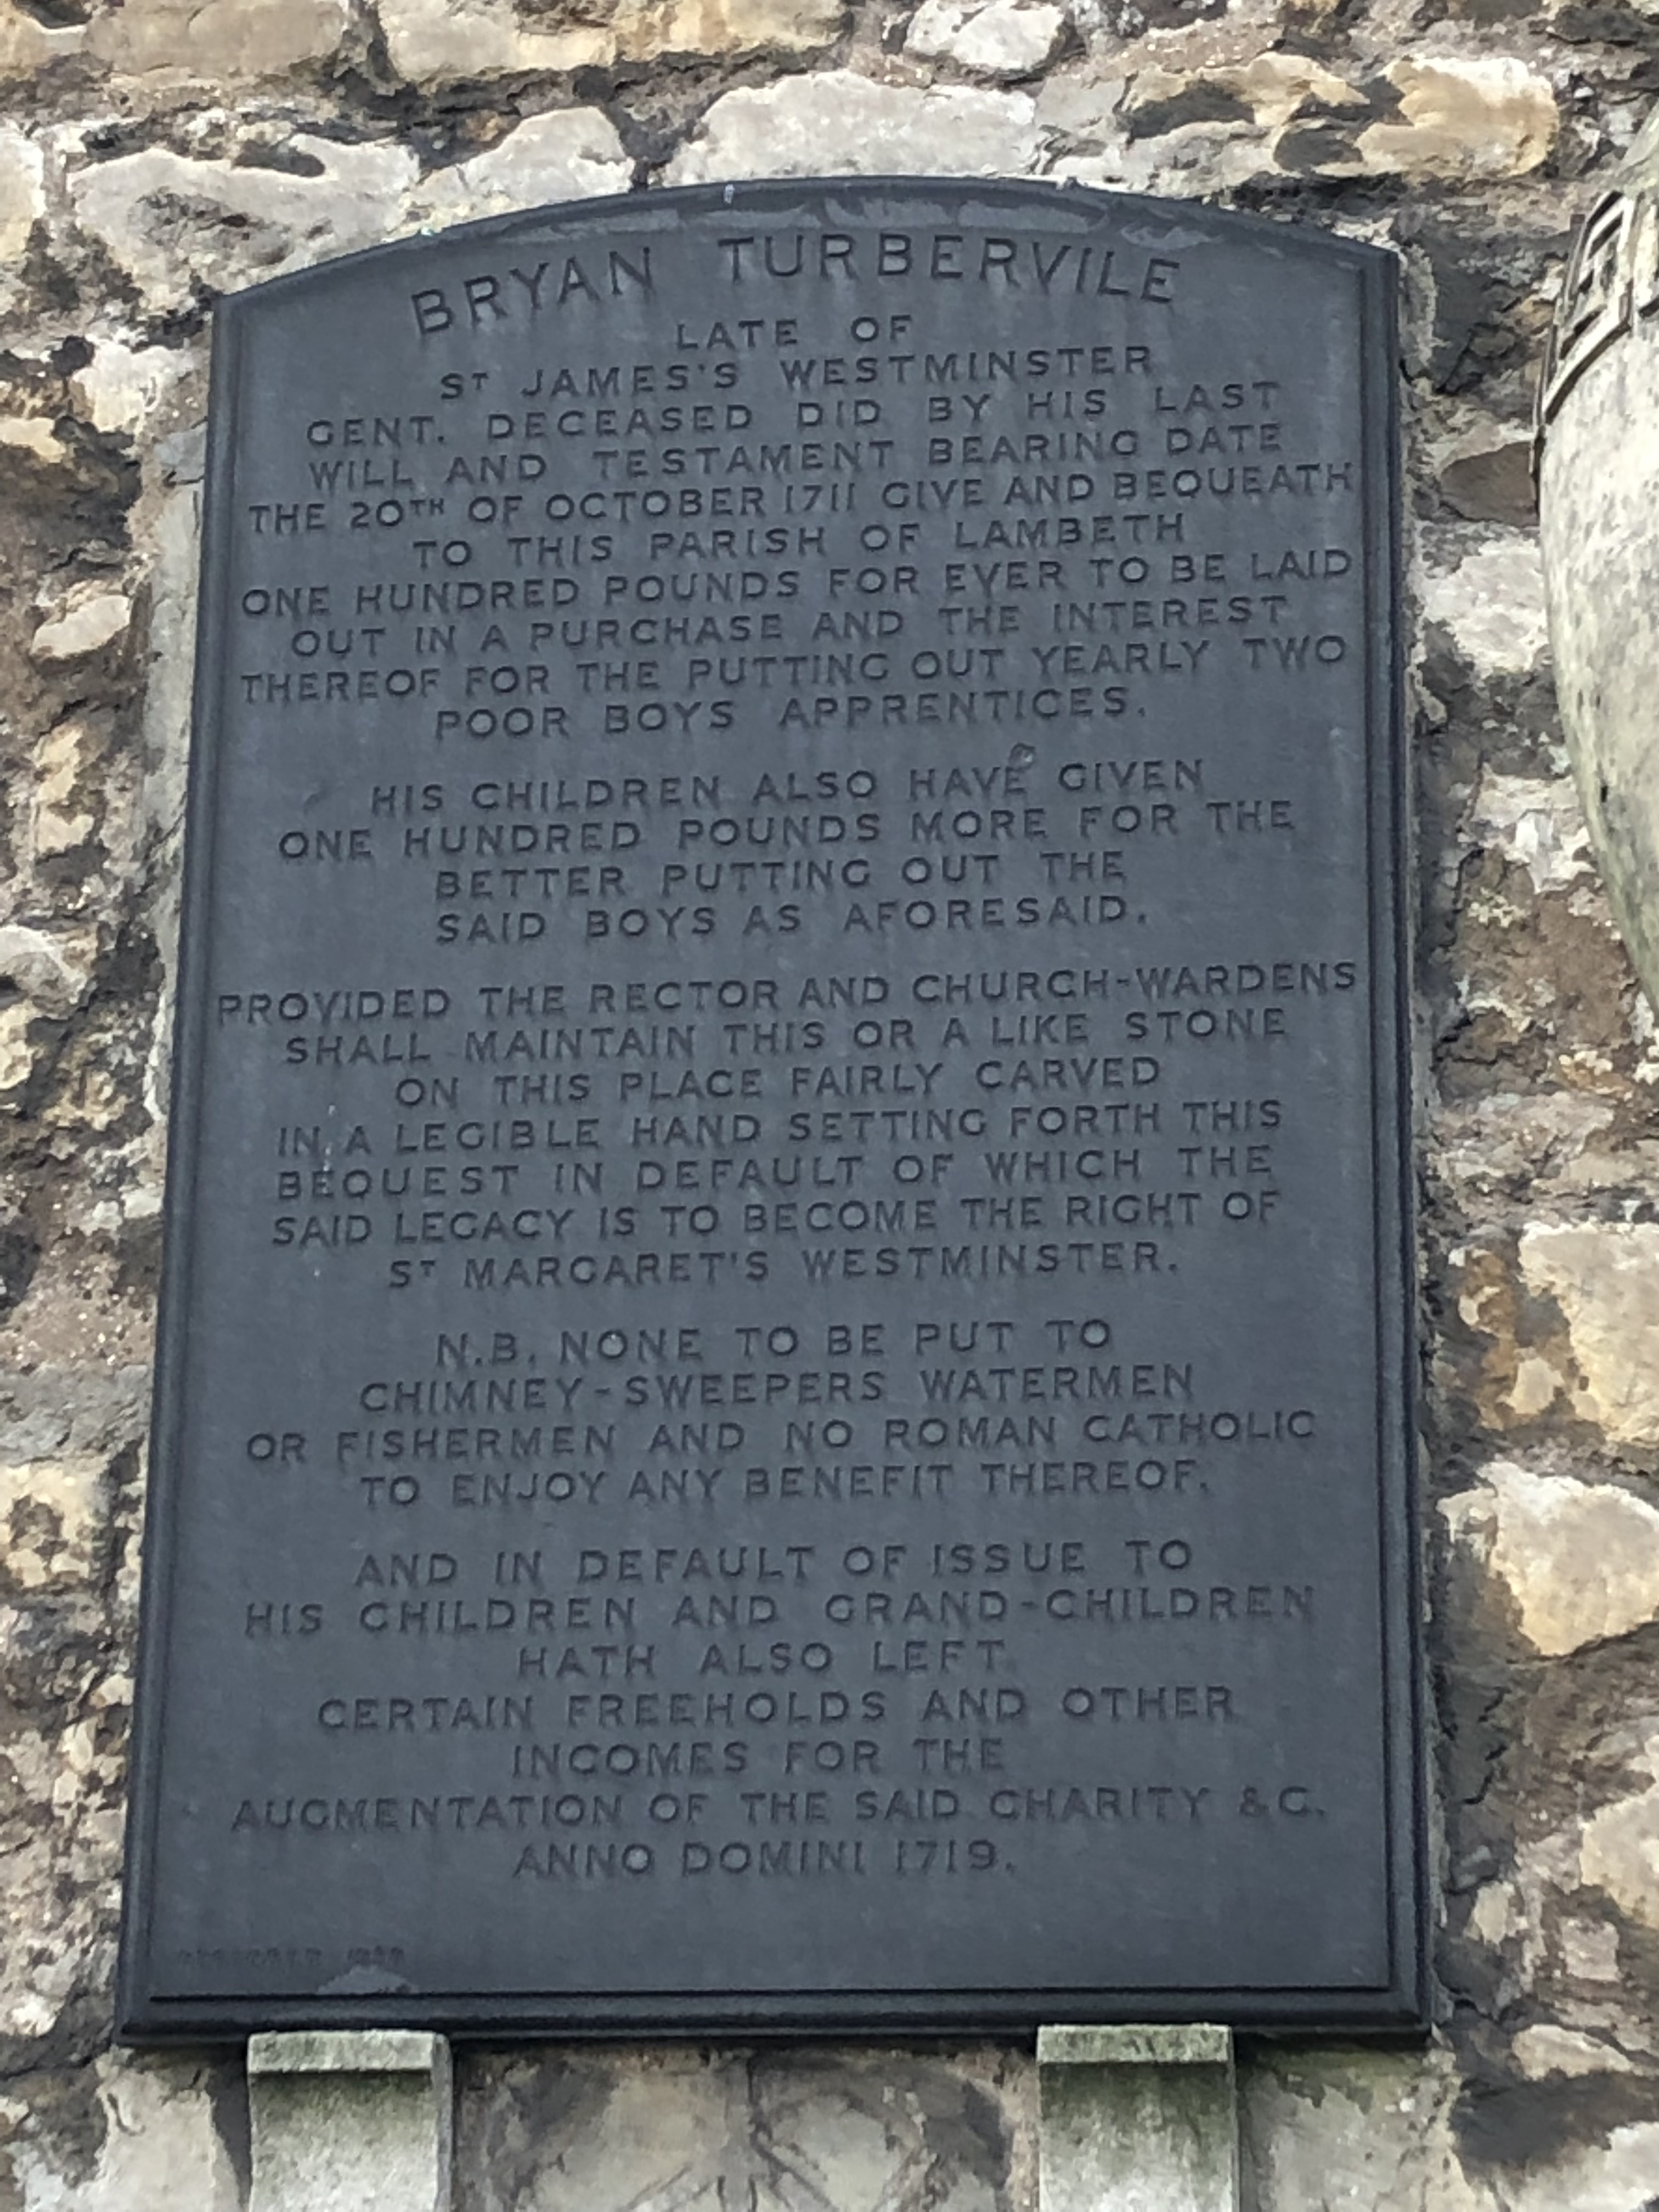 BRYAN TURBERVILE
LATE OF
ST JAMES'S WESTMINSTER
GENT. DECEASED DID BY HIS LAST
WILL AND TESTAMENT BEARING DATE
THE 20TH OF OCTOBER 1711 GIVE AND BEQUEATH
TO THIS PARISH OF LAMBETH
ONE HUNDRED POUNDS FOR EVER TO BE LAID
OUT IN A PURCHASE AND THE INTEREST
THEREOF FOR THE PUTTING OUT YEARLY TWO
POOR BOYS APPRENTICES.
HIS CHILDREN ALSO HAVE GIVEN
ONE HUNDRED POUNDS MORE FOR THE
BETTER PUTTING OUT THE
SAID BOYS AS AFORESAID.
PROVIDED THE RECTOR AND CHURCH-WARDENS
SHALL MAINTAIN THIS OR A LIKE STONE
ON THIS PLACE FAIRLY CARVED
IN A LEGIBLE HAND SETTING FORTH THIS
BEQUEST IN DEFAULT OF WHICH THE
SAID LEGACY IS TO BECOME THE RIGHT OF
ST MARGARET'S WESTMINSTER.
N.B. NONE TO BE PUT TO
CHIMNEY-SWEEPERS WATERMEN
OR FISHERMEN AND NO ROMAN CATHOLIC
TO ENJOY ANY BENEFIT THEREOF.
AND IN DEFAULT OF ISSUE TO
HIS CHILDREN AND GRAND-CHILDREN
HATH ALSO LEFT
CERTAIN FREEHOLDS AND OTHER
INCOMES FOR THE
AUGMENTATION OF THE SAID CHARITY &C.
ANNO DOMINI 1719.